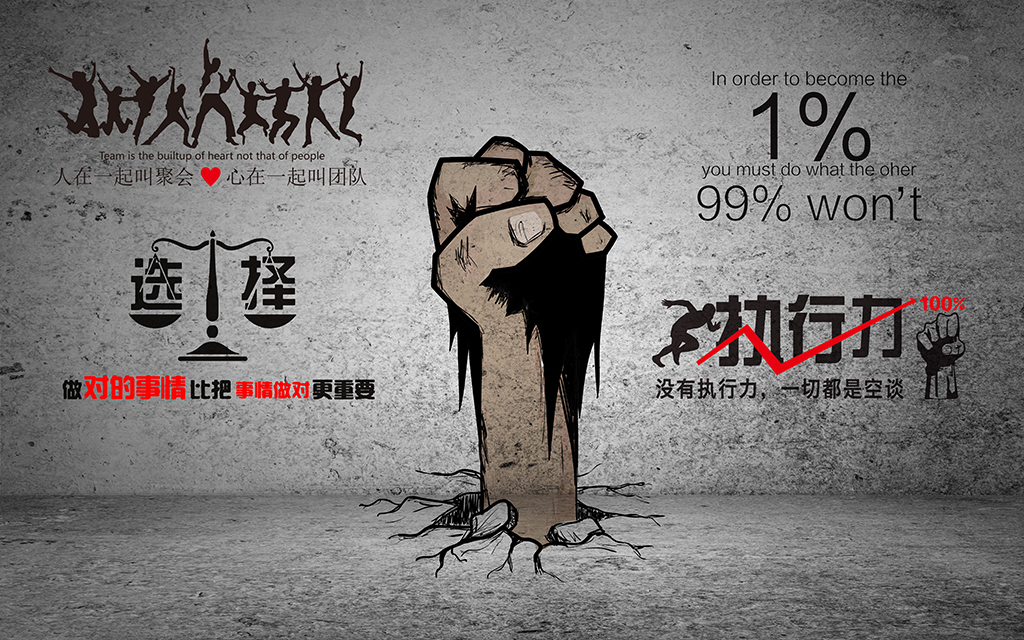 Team is the builtup of heart not that of people
人在一起叫聚会 心在一起叫团队
选择
做对的事情比把事情做对更重要
In order to become the
1%
you must do what the oher
99% won't
执行力 100%
没有执行力，一切都是空谈